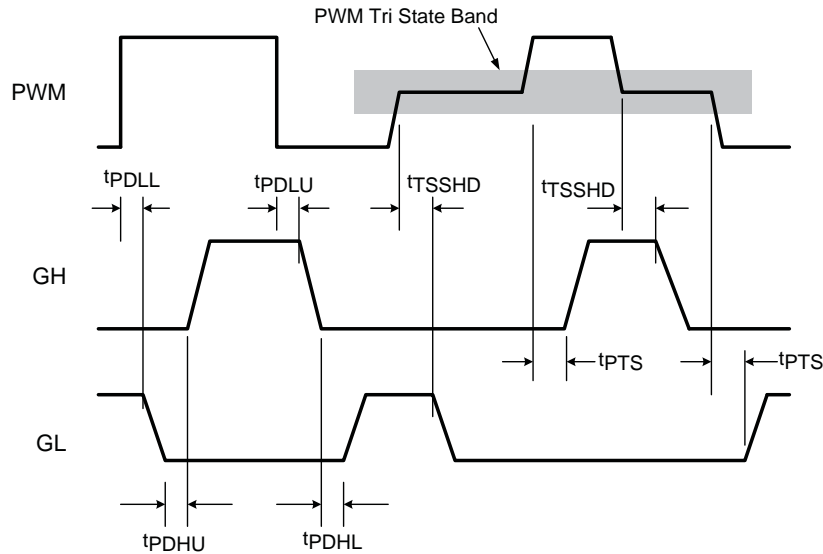 PWM Tri State Band
PWM
tPDLL
tPDLU
tTSSHD
tTSSHD
GH
tPTS
tPTS
GL
tPDHU
tPDHL